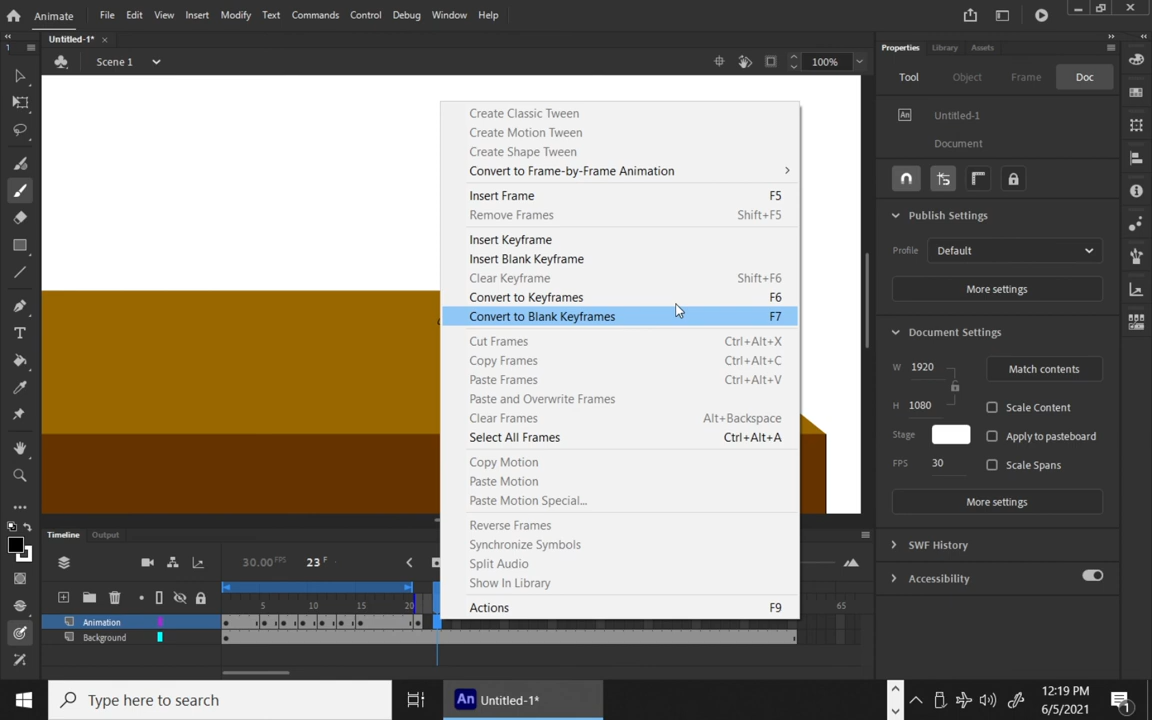 Animate File Edit View Insert Modify Text Commands Control Debug Window Help
Untitled-1* ×
1
Scene 1
100%
Properties Library Assets
Tool Object Frame Doc
An Untitled-1
Document
Publish Settings
Profile Default
More settings
Document Settings
W 1920 Match contents
H 1080 Scale Content
Stage Apply to pasteboard
FPS 30 Scale Spans
More settings
SWF History
Accessibility
Create Classic Tween
Create Motion Tween
Create Shape Tween
Convert to Frame-by-Frame Animation
Insert Frame F5
Remove Frames Shift+F5
Insert Keyframe
Insert Blank Keyframe
Clear Keyframe Shift+F6
Convert to Keyframes F6
Convert to Blank Keyframes F7
Cut Frames Ctrl+Alt+X
Copy Frames Ctrl+Alt+C
Paste Frames Ctrl+Alt+V
Paste and Overwrite Frames
Clear Frames Alt+Backspace
Select All Frames Ctrl+Alt+A
Copy Motion
Paste Motion
Paste Motion Special...
Reverse Frames
Synchronize Symbols
Split Audio
Show In Library
Actions F9
Timeline Output
30.00 FPS 23 F
5 10 15 20 65
Animation
Background
Type here to search
An Untitled-1*
12:19 PM
6/5/2021
1